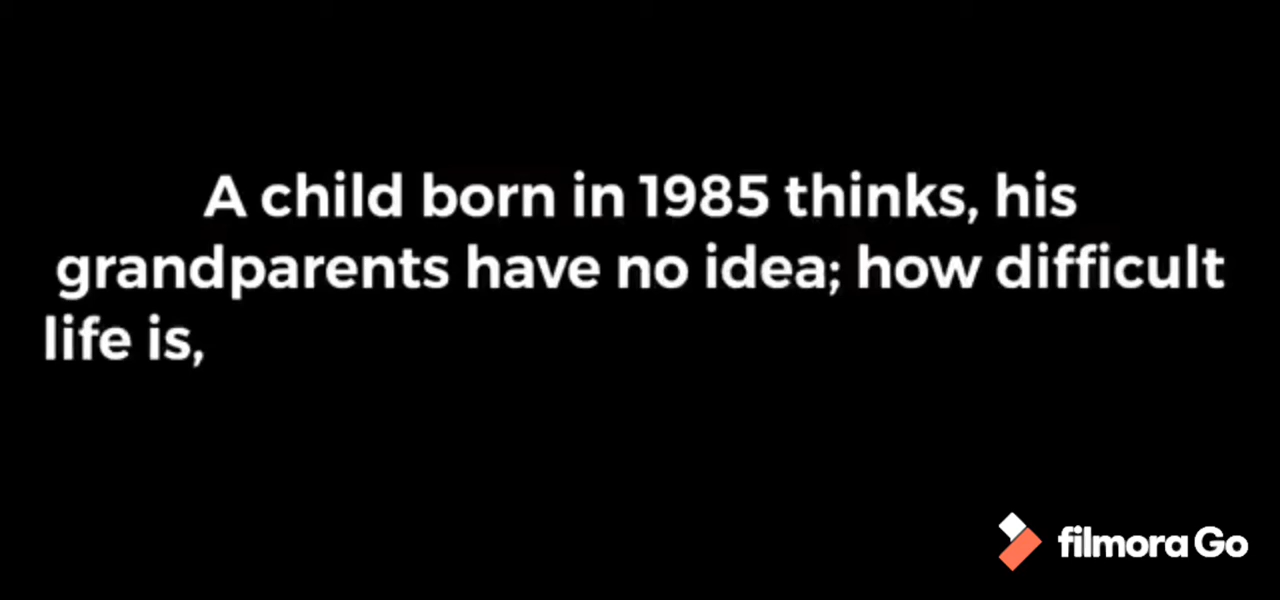 A child born in 1985 thinks, his
grandparents have no idea; how difficult
life is,
filmora Go